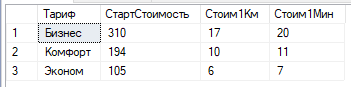 Тариф СтартСтоимость Стоим1Км Стоим1Мин
1 Бизнес 310 17 20
2 Комфорт 194 10 11
3 Эконом 105 6 7